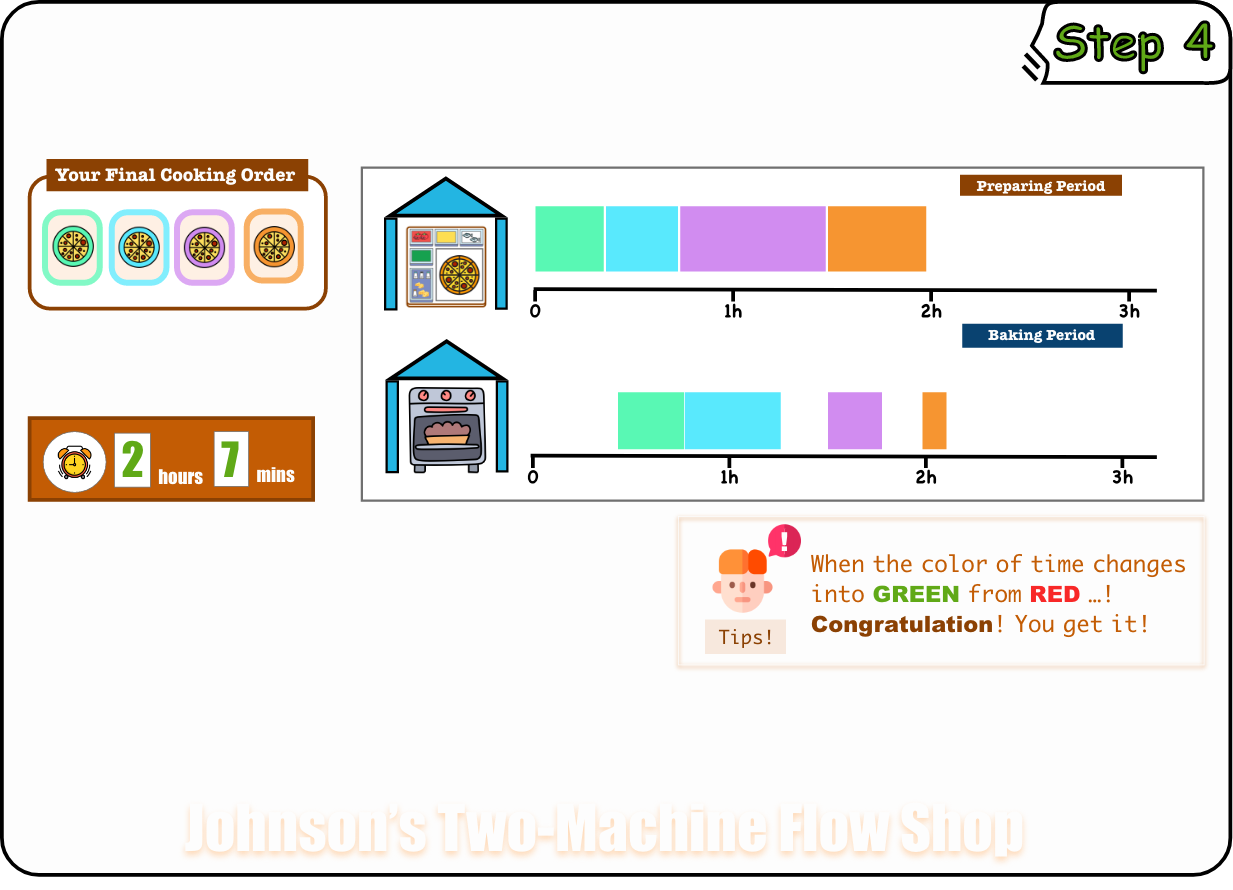 Step 4
Your Final Cooking Order
Preparing Period
0 1h 2h 3h
Baking Period
0 1h 2h 3h
2 hours 7 mins
!
When the color of time changes
into GREEN from RED …!
Congratulation! You get it!
Tips!
Johnson's Two-Machine Flow Shop